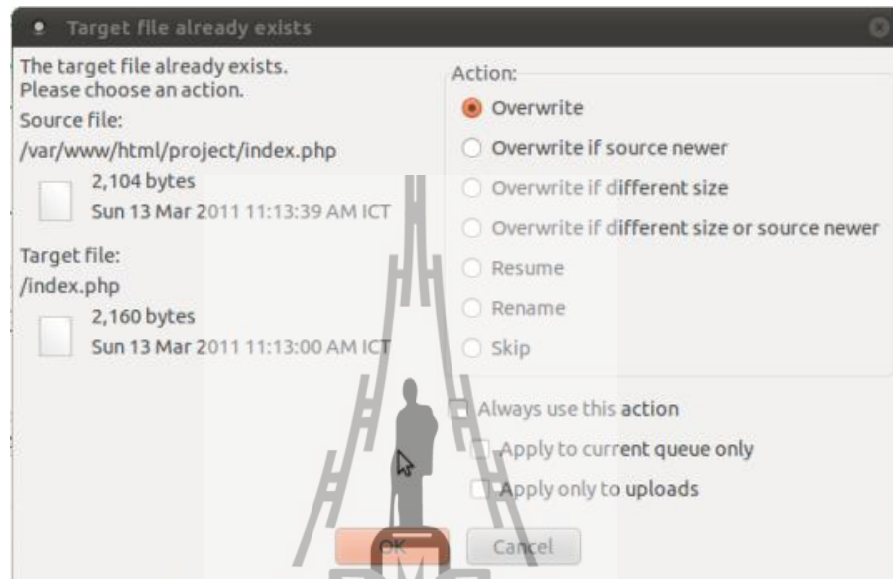 Target file already exists
The target file already exists.
Please choose an action.
Source file:
/var/www/html/project/index.php
2,104 bytes
Sun 13 Mar 2011 11:13:39 AM ICT
Target file:
/index.php
2,160 bytes
Sun 13 Mar 2011 11:13:00 AM ICT
Action:
Overwrite
Overwrite if source newer
Overwrite if different size
Overwrite if different size or source newer
Resume
Rename
Skip
Always use this action
Apply to current queue only
Apply only to uploads
OK
Cancel